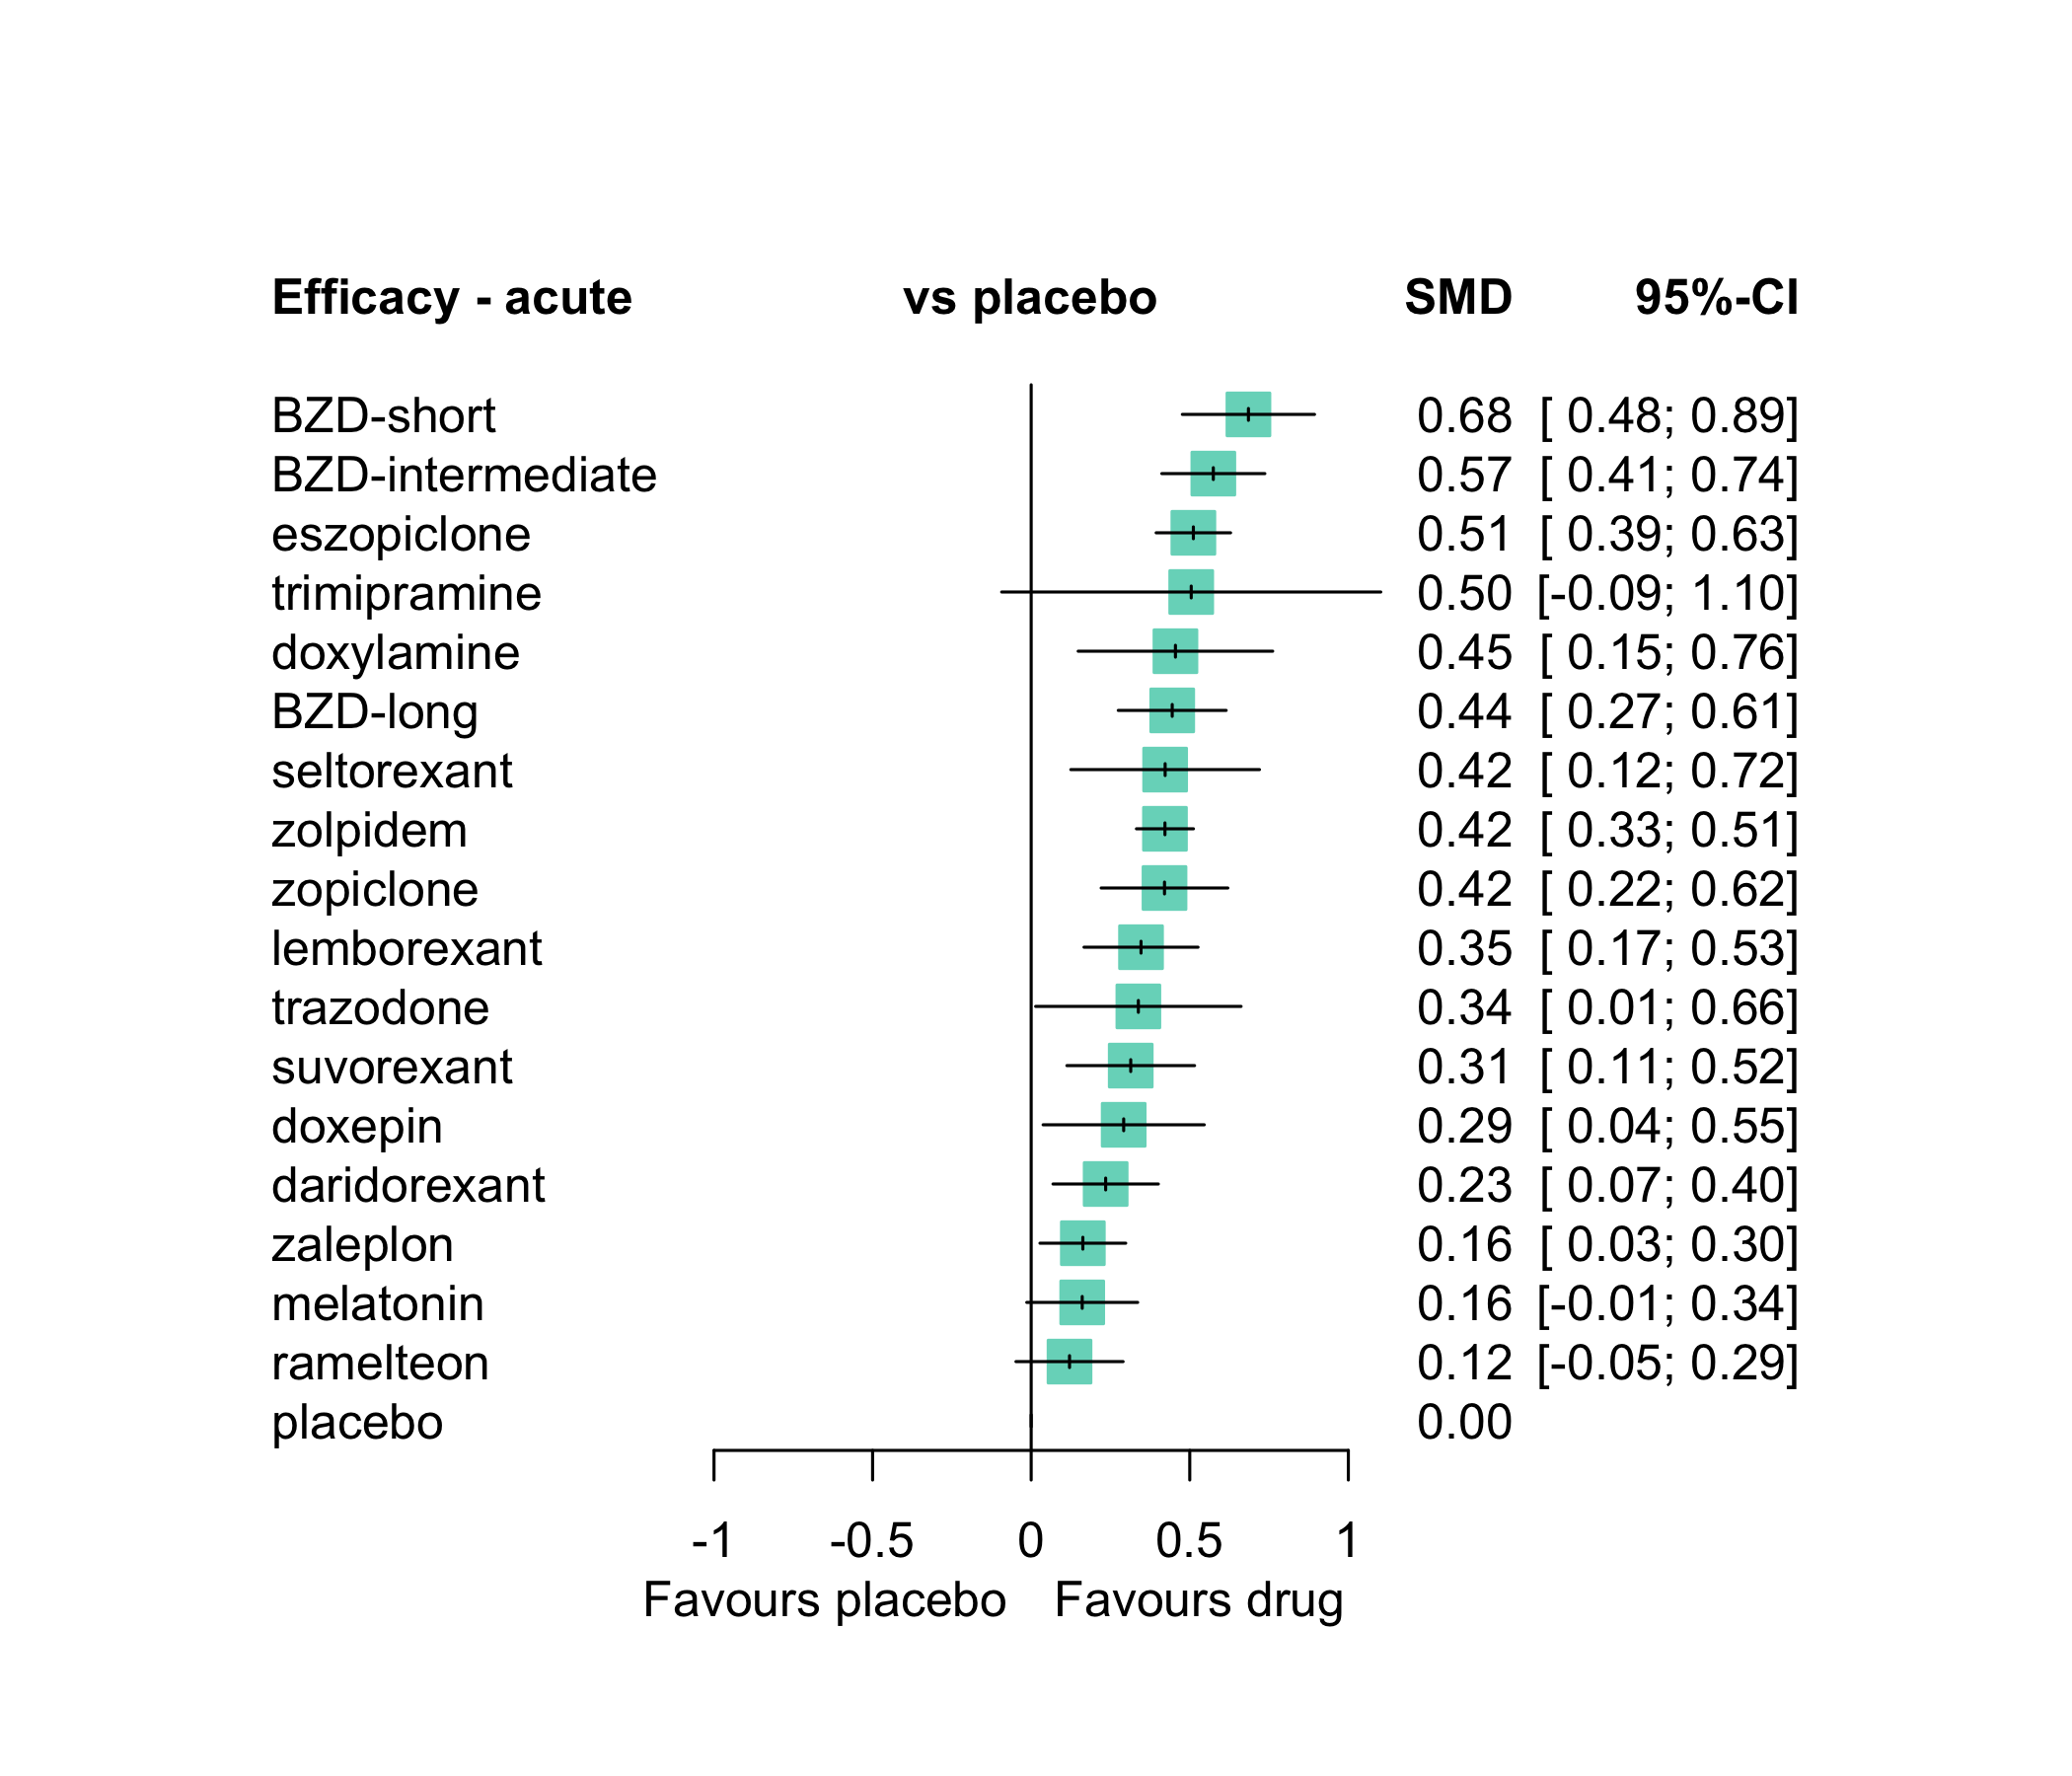 Efficacy - acute vs placebo SMD 95%-CI
BZD-short 0.68 [ 0.48; 0.89]
BZD-intermediate 0.57 [ 0.41; 0.74]
eszopiclone 0.51 [ 0.39; 0.63]
trimipramine 0.50 [-0.09; 1.10]
doxylamine 0.45 [ 0.15; 0.76]
BZD-long 0.44 [ 0.27; 0.61]
seltorexant 0.42 [ 0.12; 0.72]
zolpidem 0.42 [ 0.33; 0.51]
zopiclone 0.42 [ 0.22; 0.62]
lemborexant 0.35 [ 0.17; 0.53]
trazodone 0.34 [ 0.01; 0.66]
suvorexant 0.31 [ 0.11; 0.52]
doxepin 0.29 [ 0.04; 0.55]
daridorexant 0.23 [ 0.07; 0.40]
zaleplon 0.16 [ 0.03; 0.30]
melatonin 0.16 [-0.01; 0.34]
ramelteon 0.12 [-0.05; 0.29]
placebo 0.00
-1 -0.5 0 0.5 1
Favours placebo Favours drug